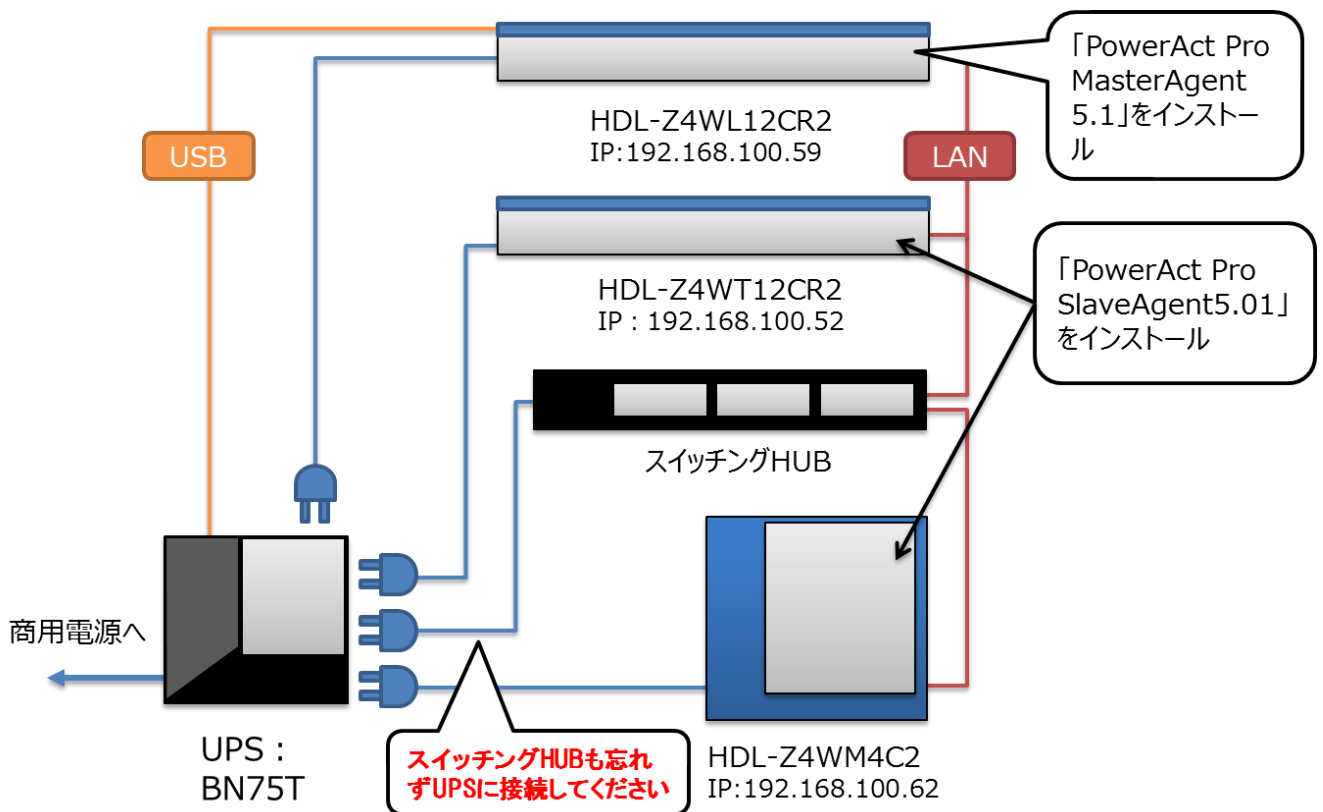 「PowerAct Pro
MasterAgent
5.1」をインストー
ル
HDL-Z4WL12CR2
IP:192.168.100.59
USB
LAN
HDL-Z4WT12CR2
IP : 192.168.100.52
「PowerAct Pro
SlaveAgent5.01」
をインストール
スイッチングHUB
商用電源へ
UPS :
BN75T
スイッチングHUBも忘れ
ずUPSに接続してください
HDL-Z4WM4C2
IP:192.168.100.62